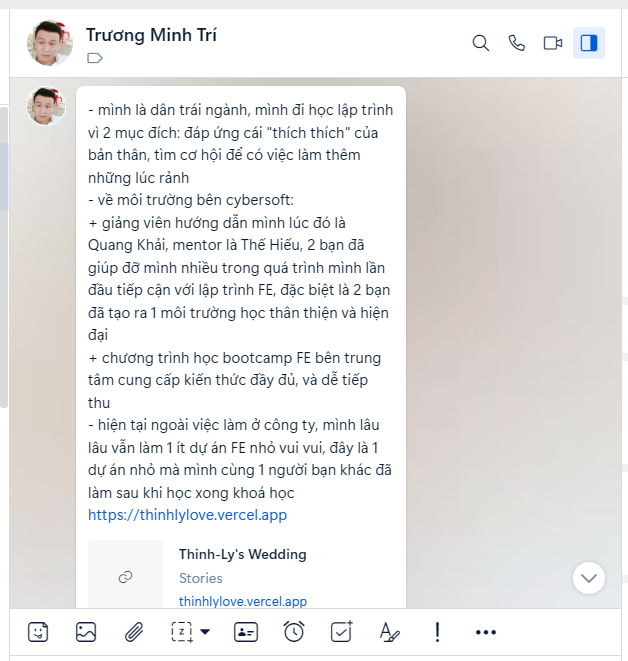 Trương Minh Trí
- mình là dân trái ngành, mình đi học lập trình
vì 2 mục đích: đáp ứng cái "thích thích" của
bản thân, tìm cơ hội để có việc làm thêm
những lúc rảnh
- về môi trường bên cybersoft:
+ giảng viên hướng dẫn mình lúc đó là
Quang Khải, mentor là Thế Hiếu, 2 bạn đã
giúp đỡ mình nhiều trong quá trình mình lần
đầu tiếp cận với lập trình FE, đặc biệt là 2 bạn
đã tạo ra 1 môi trường học thân thiện và hiện
đại
+ chương trình học bootcamp FE bên trung
tâm cung cấp kiến thức đầy đủ, và dễ tiếp
thu
- hiện tại ngoài việc làm ở công ty, mình lâu
lâu vẫn làm 1 ít dự án FE nhỏ vui vui, đây là 1
dự án nhỏ mà mình cùng 1 người bạn khác đã
làm sau khi học xong khoá học
https://thinhlylove.vercel.app
Thinh-Ly's Wedding
Stories
thinhlylove.vercel.app